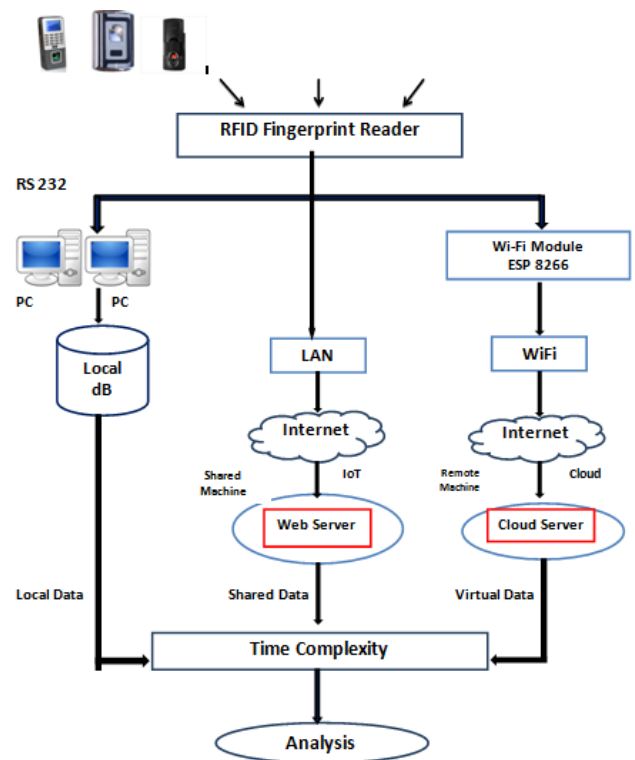 RFID Fingerprint Reader
RS 232
PC
PC
Wi-Fi Module
ESP 8266
Local
dB
LAN
WiFi
Internet
Internet
Shared
Machine
IoT
Remote
Machine
Cloud
Web Server
Cloud Server
Local Data
Shared Data
Virtual Data
Time Complexity
Analysis